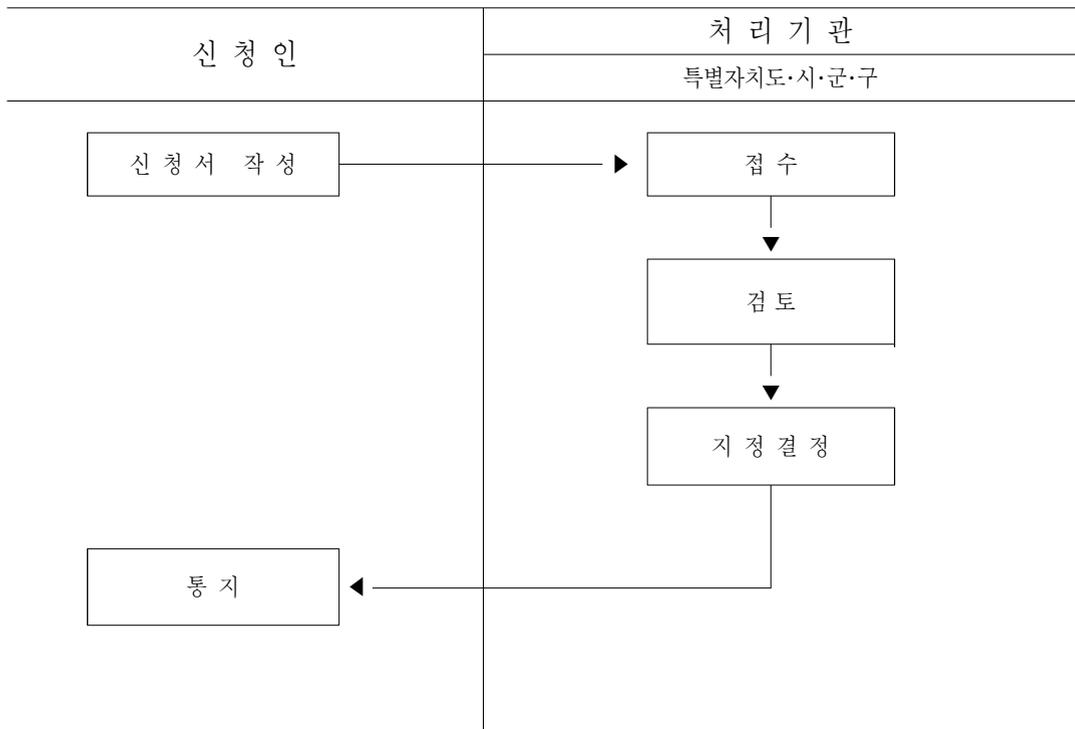 신 청 인
처 리 기 관
특별자치도·시·군·구
신 청 서 작 성
접 수
검 토
지 정 결 정
통 지